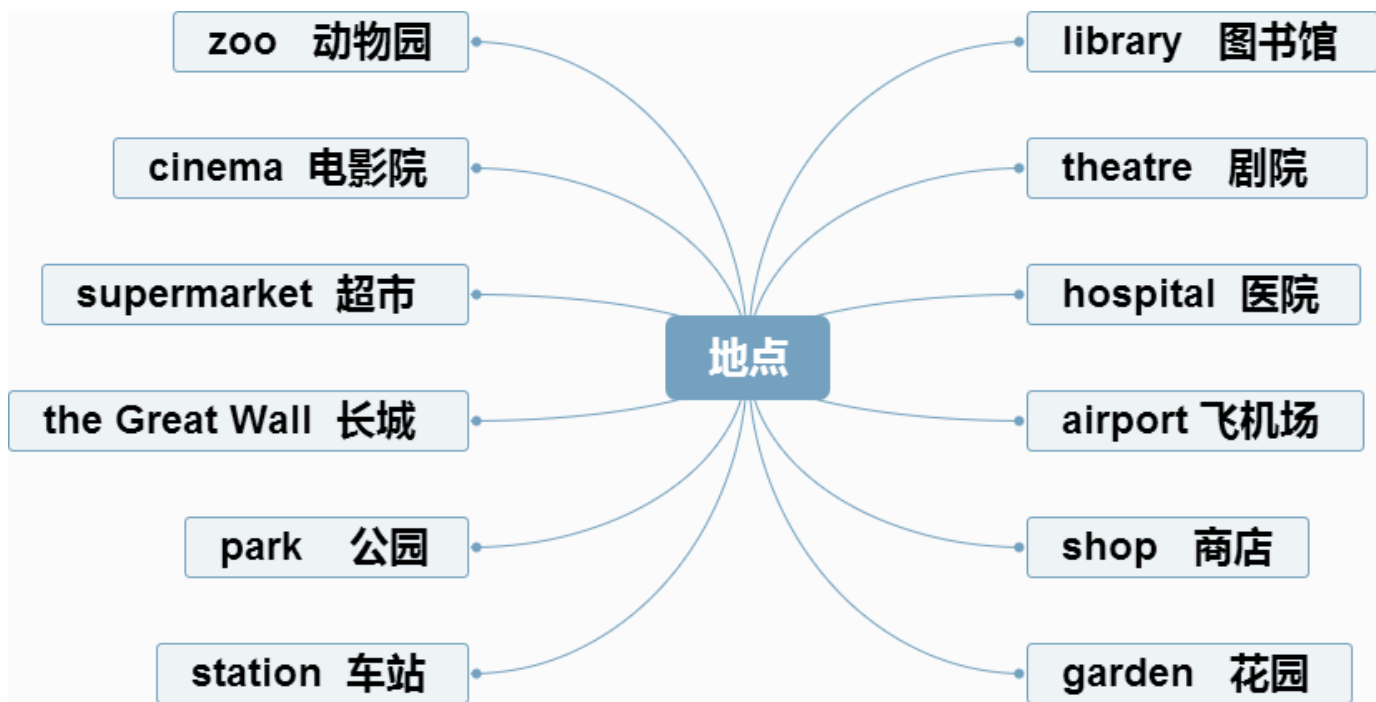 zoo 动物园
cinema 电影院
supermarket 超市
the Great Wall 长城
park 公园
station 车站
地点
library 图书馆
theatre 剧院
hospital 医院
airport 飞机场
shop 商店
garden 花园